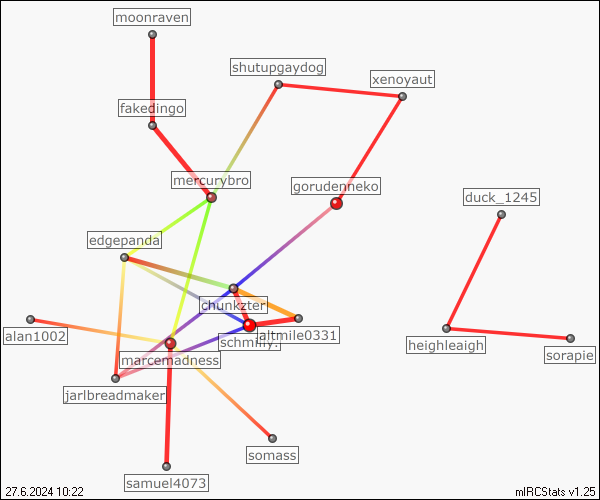 moonraven
shutupgaydog
xenoyaut
fakedingo
mercurybro
gorudenneko
duck_1245
edgepanda
chunkzter
alan1002
altmile0331
heighleaigh
sorapie
marcemadness
jarlbreadmaker
somass
samuel4073
27.6.2024 10:22
mIRCStats v1.25